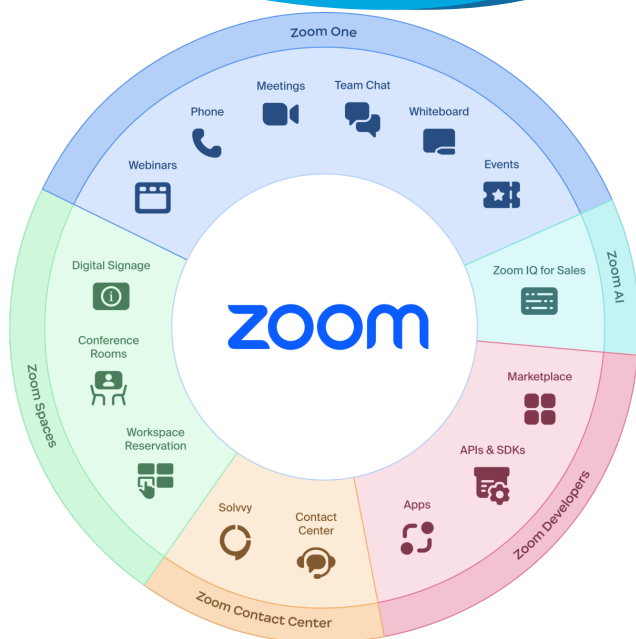 Zoom One
Meetings
Team Chat
Phone
Whiteboard
Webinars
Events
Digital Signage
Zoom IQ for Sales
Zoom AI
zoom
Conference
Rooms
Zoom Spaces
Marketplace
Workspace
Reservation
APIs & SDKs
Zoom Developers
Solvvy
Contact
Center
Apps
Zoom Contact Center